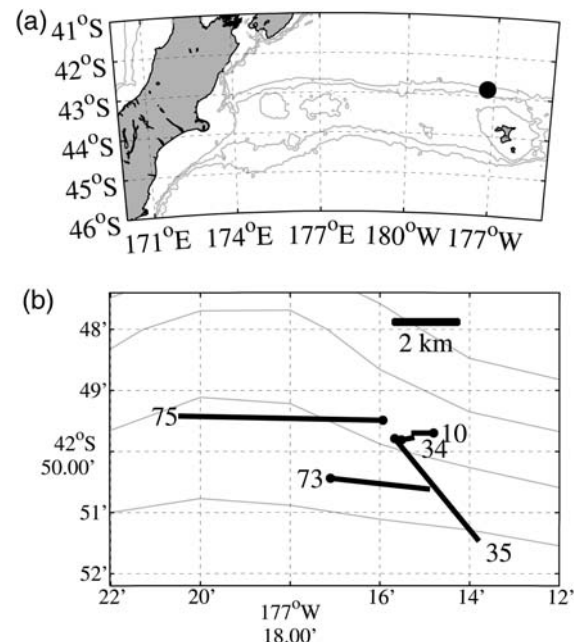 (a)
41°S
42°S
43°S
44°S
45°S
46°S
171°E 174°E 177°E 180°W 177°W
(b)
48'
2 km
49'
75
10
42°S
50.00'
34
73
51'
35
52'
22' 20' 177°W 16' 14' 12'
18.00'